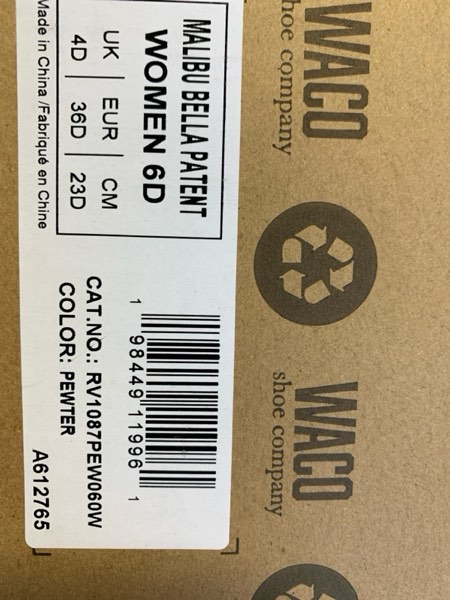 MALIBU BELLA PATENT
WOMEN 6D
UK | EUR | CM
4D | 36D | 23D
Made in China /Fabriqué en Chine
1 98449 11996 1
CAT.NO.: RV1087PEW060W
COLOR: PEWTER
A612765
WACO
shoe company
WACO
shoe company